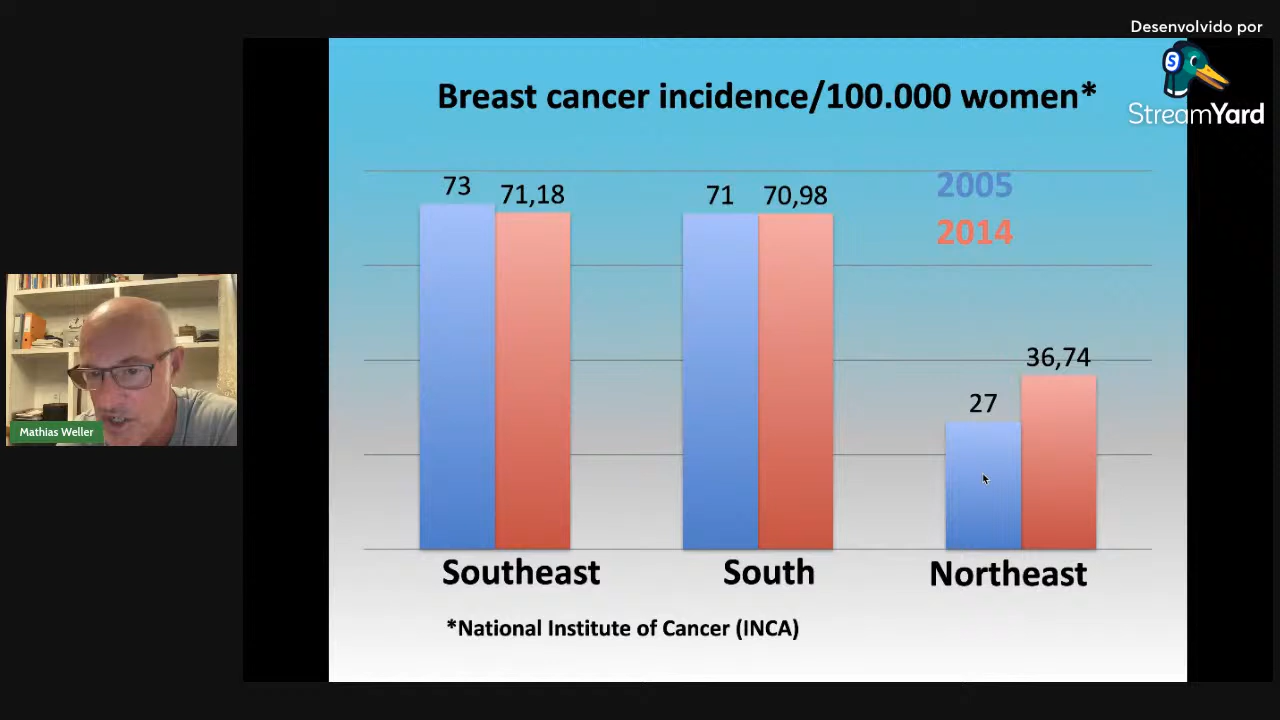 Desenvolvido por
StreamYard
Breast cancer incidence/100.000 women*
73
71,18
71
70,98
2005
2014
27
36,74
Southeast
South
Northeast
*National Institute of Cancer (INCA)
Mathias Weller